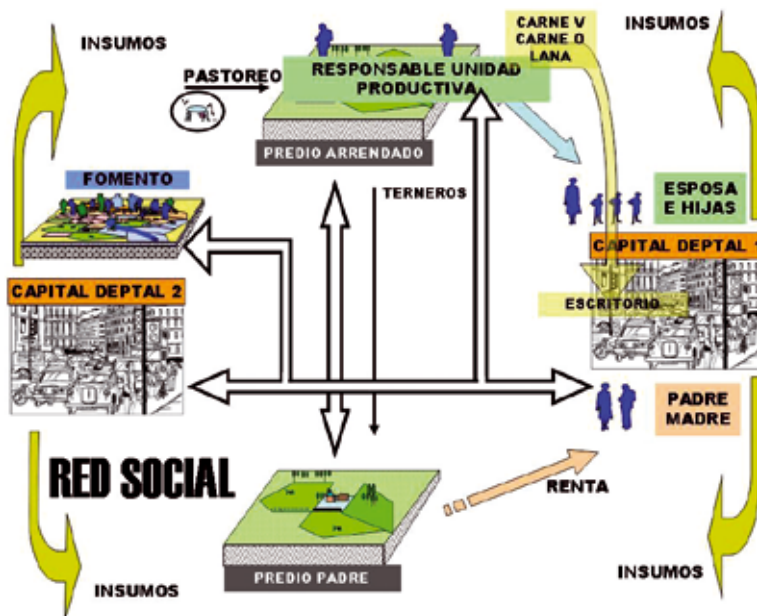 INSUMOS
CARNE V
CARNE O
LANA
INSUMOS
PASTOREO
RESPONSABLE UNIDAD
PRODUCTIVA
PREDIO ARRENDADO
FOMENTO
TERNEROS
ESPOSA
E HIJAS
CAPITAL DEPTAL 2
CAPITAL DEPTAL 1
ESCRITORIO
PADRE
MADRE
RED SOCIAL
RENTA
PREDIO PADRE
INSUMOS
INSUMOS